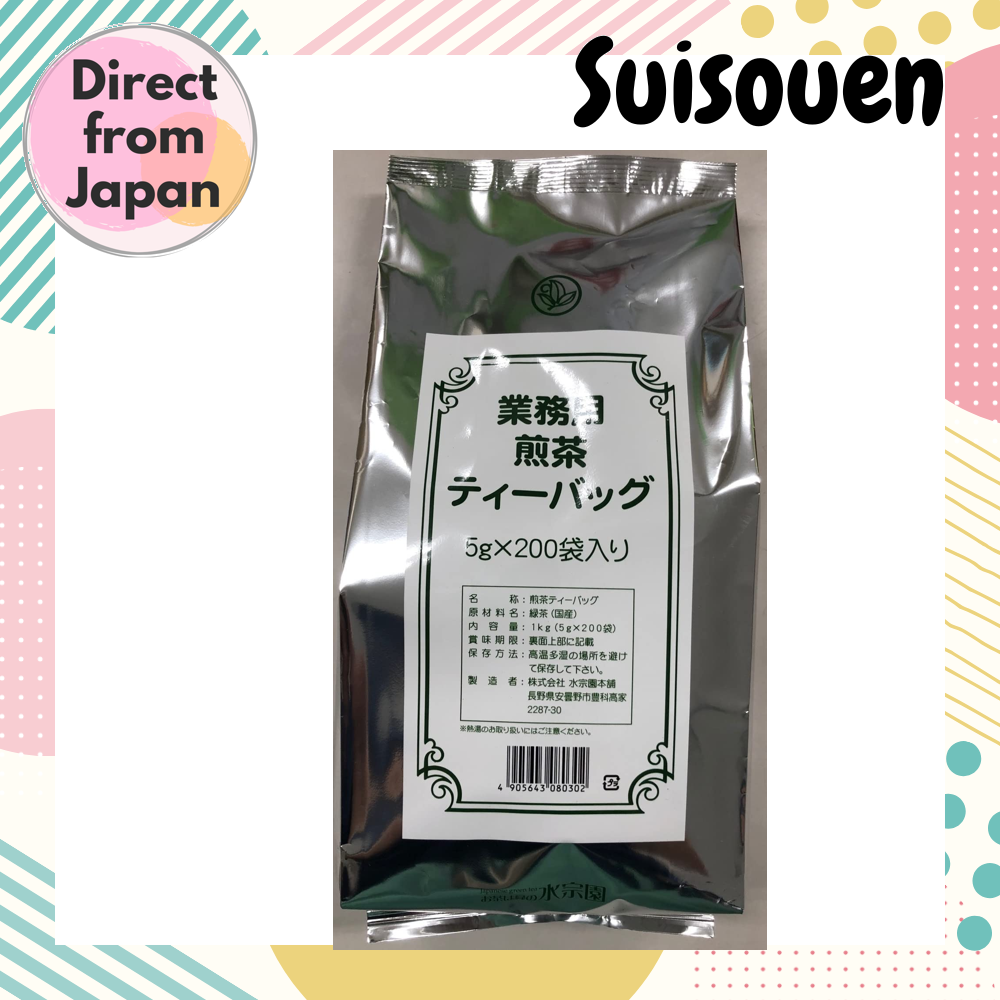 Direct
from
Japan
Suisouen
業務用
煎茶
ティーバッグ
5g×200袋入り
名 称：煎茶ティーバッグ
原材料名：緑茶（国産）
内 容 量：1kg（5g×200袋）
賞味期限：裏面上部に記載
保存方法：高温多湿の場所を避け
て保存して下さい。
製 造 者：株式会社 水宗園本舗
長野県安曇野市豊科高家
2287-30
※熱湯のお取り扱いにはご注意ください。
4 905643 080302
水宗園